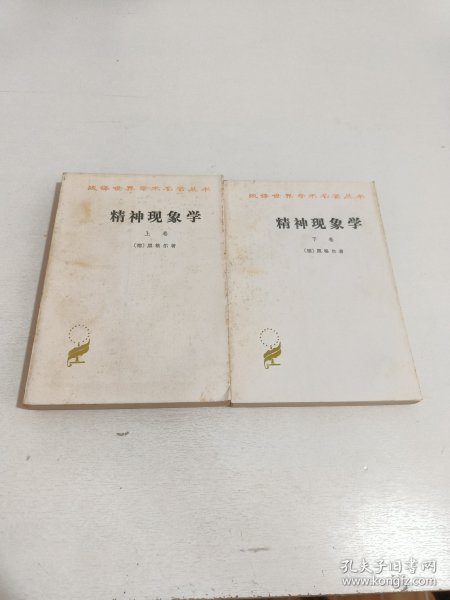 汉译世界学术名著丛书
精神现象学
上卷
〔德〕黑格尔著
汉译世界学术名著丛书
精神现象学
下卷
〔德〕黑格尔著
孔夫子旧书网
www.kongfz.com